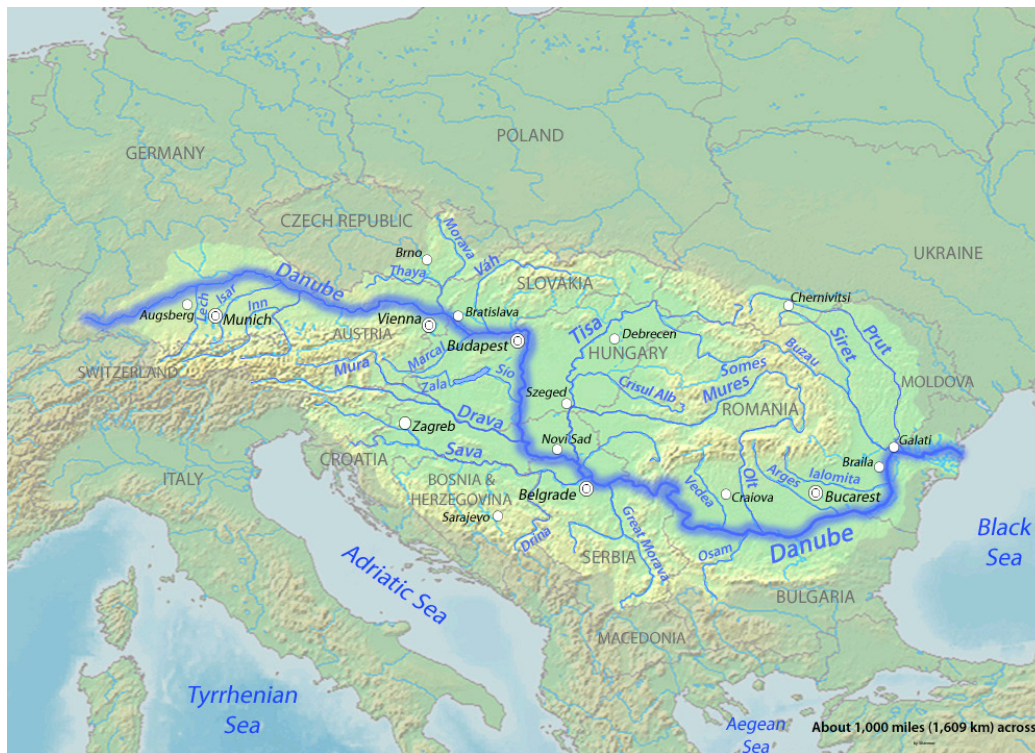 POLAND
GERMANY
CZECH REPUBLIC
Morava
UKRAINE
Brno
Váh
Thaya
SLOVAKIA
Danube
Isar
Inn
Lech
Chernivitsi
Augsberg
Munich
Vienna
Bratislava
AUSTRIA
Tisa
Debrecen
Siret
Prut
Budapest
HUNGARY
Buzau
Marcal
Mura
SWITZERLAND
Somes
Zala
Sio
Crisul Alb
Mures
MOLDOVA
Szeged
Drava
ROMANIA
Zagreb
Novi Sad
Galati
Sava
CROATIA
Braila
ITALY
BOSNIA &
HERZEGOVINA
Belgrade
Vedea
Olt
Arges
Ialomita
Craiova
Bucarest
Sarajevo
Drina
Great Morava
Black
Sea
Danube
SERBIA
Osam
Adriatic Sea
BULGARIA
MACEDONIA
Tyrrhenian
Sea
Aegean
Sea
About 1,000 miles (1,609 km) across